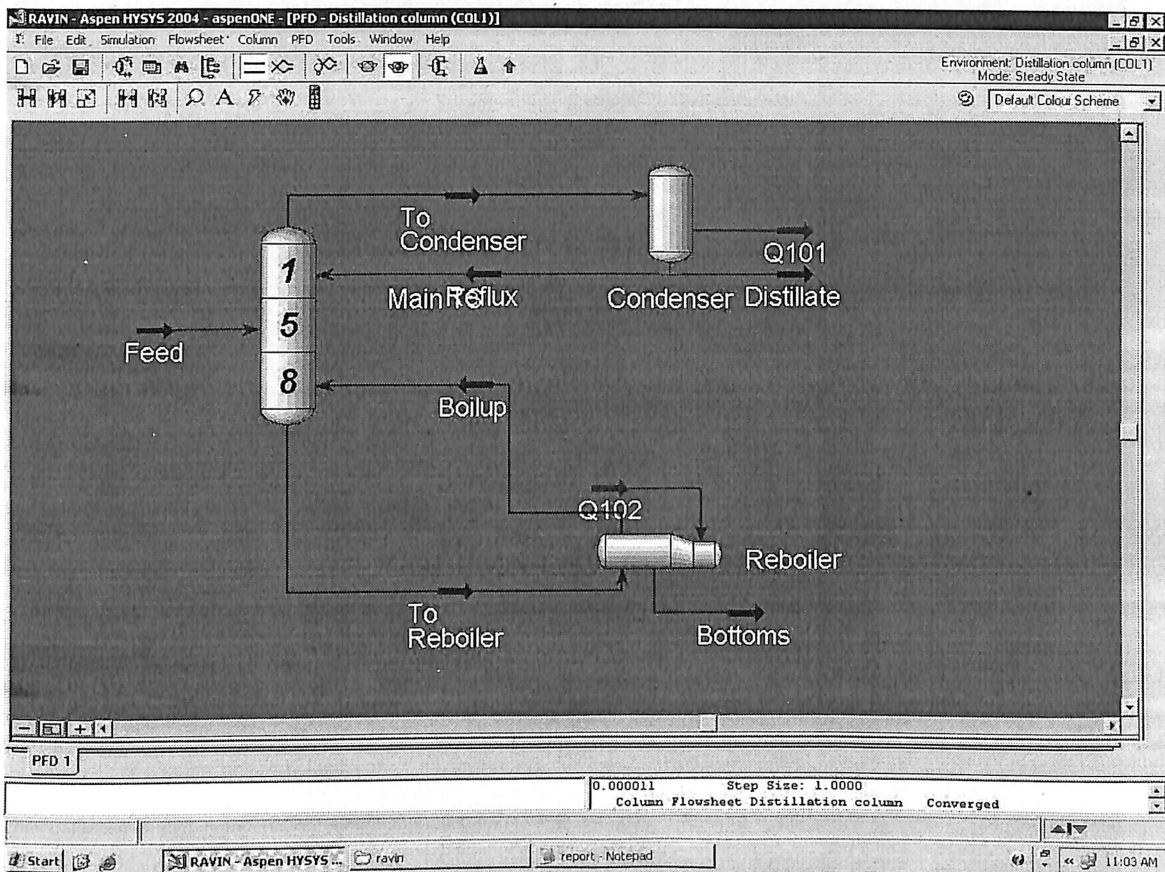 RAVIN - Aspen HYSYS 2004 - aspenONE - [PFD - Distillation column (COL1)]
File Edit Simulation Flowsheet Column PFD Tools Window Help
Environment: Distillation column (COL1)
Mode: Steady State
A
Default Colour Scheme
To
Condenser
Q101
1
Main TS
Reflux
Condenser
Distillate
5
Feed
8
Boilup
Q102
Reboiler
To
Reboiler
Bottoms
PFD 1
0.000011 Step Size: 1.0000
Column Flowsheet Distillation column Converged
Start
RAVIN - Aspen HYSYS ...
ravin
report - Notepad
11:03 AM